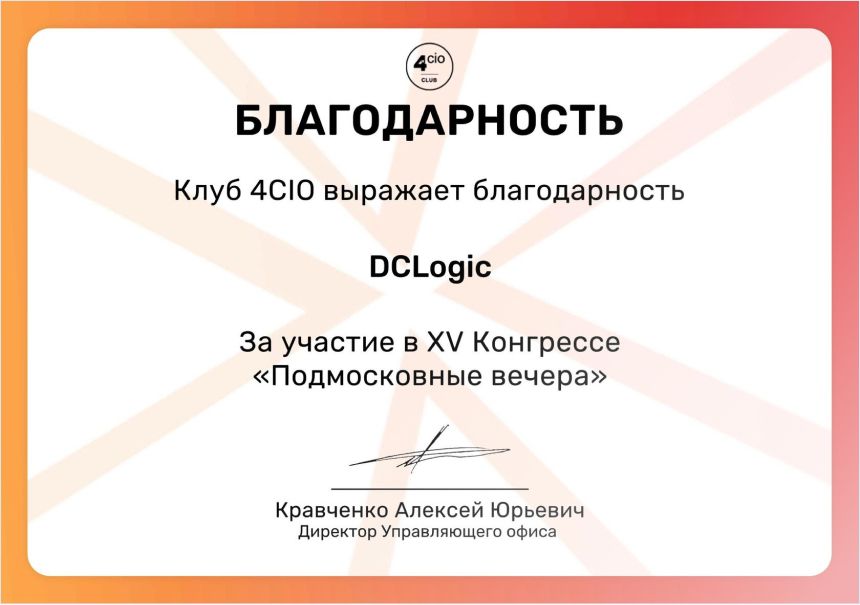 4cio
CLUB
БЛАГОДАРНОСТЬ
Клуб 4CIO выражает благодарность
DCLogic
За участие в XV Конгрессе
«Подмосковные вечера»
Кравченко Алексей Юрьевич
Директор Управляющего офиса